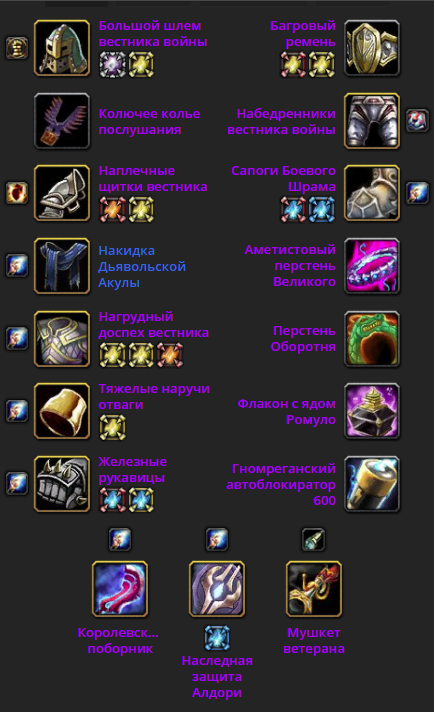 Большой шлем
вестника войны
Багровый
ремень
Колючее колье
послушания
Набедренники
вестника войны
Наплечные
щитки вестника
Сапоги Боевого
Шрама
Накидка
Дьявольской
Акулы
Аметистовый
перстень
Великого
Нагрудный
доспех вестника
Перстень
Оборотня
Тяжелые наручи
отваги
Флакон с ядом
Ромуло
Железные
рукавицы
Гномреганский
автоблокиратор
600
Королевск...
поборник
Наследная
защита
Алдори
Мушкет
ветерана